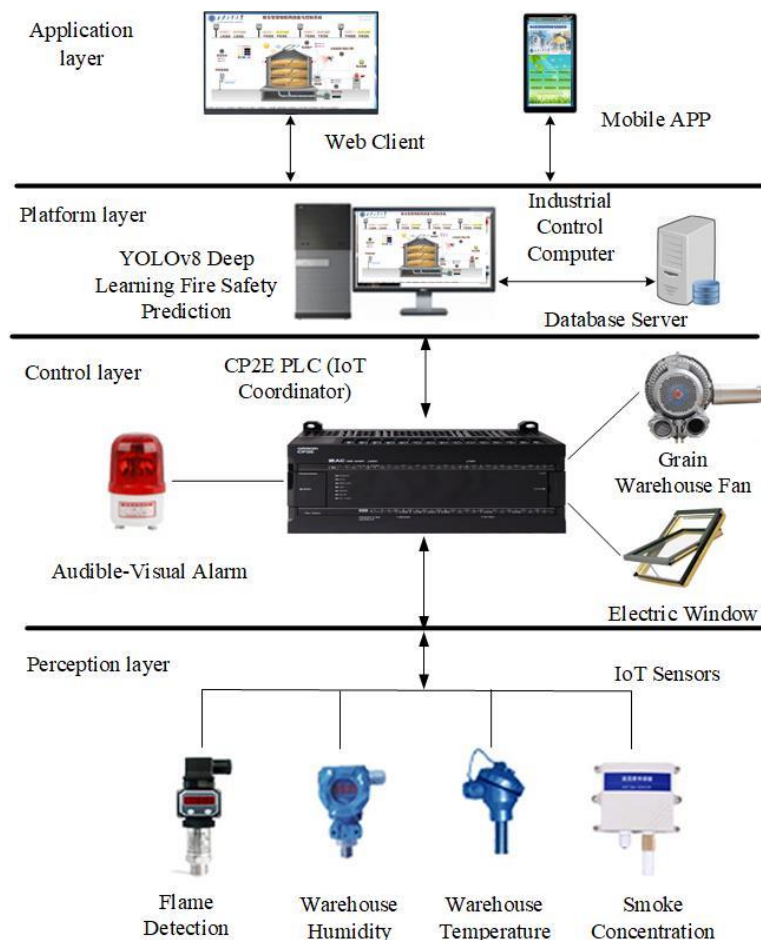 Application
layer
Web Client
Mobile APP
Platform layer
YOLOv8 Deep
Learning Fire Safety
Prediction
Industrial
Control
Computer
Database Server
Control layer
CP2E PLC (IoT
Coordinator)
OMRON
CP2E
Grain
Warehouse Fan
Audible-Visual Alarm
Electric Window
Perception layer
IoT Sensors
Flame
Detection
Warehouse
Humidity
Warehouse
Temperature
Smoke
Concentration